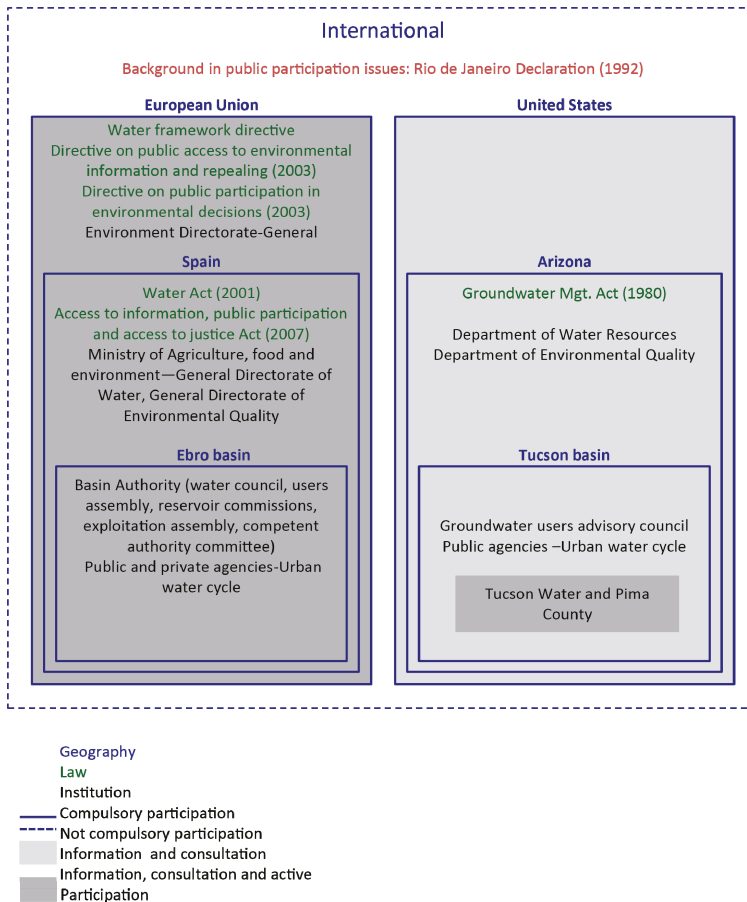 International
Background in public participation issues: Rio de Janeiro Declaration (1992)
European Union
Water framework directive
Directive on public access to environmental
information and repealing (2003)
Directive on public participation in
environmental decisions (2003)
Environment Directorate-General
Spain
Water Act (2001)
Access to information, public participation
and access to justice Act (2007)
Ministry of Agriculture, food and
environment—General Directorate of
Water, General Directorate of
Environmental Quality
Ebro basin
Basin Authority (water council, users
assembly, reservoir commissions,
exploitation assembly, competent
authority committee)
Public and private agencies-Urban
water cycle
United States
Arizona
Groundwater Mgt. Act (1980)
Department of Water Resources
Department of Environmental Quality
Tucson basin
Groundwater users advisory council
Public agencies –Urban water cycle
Tucson Water and Pima
County
Geography
Law
Institution
Compulsory participation
Not compulsory participation
Information and consultation
Information, consultation and active
Participation